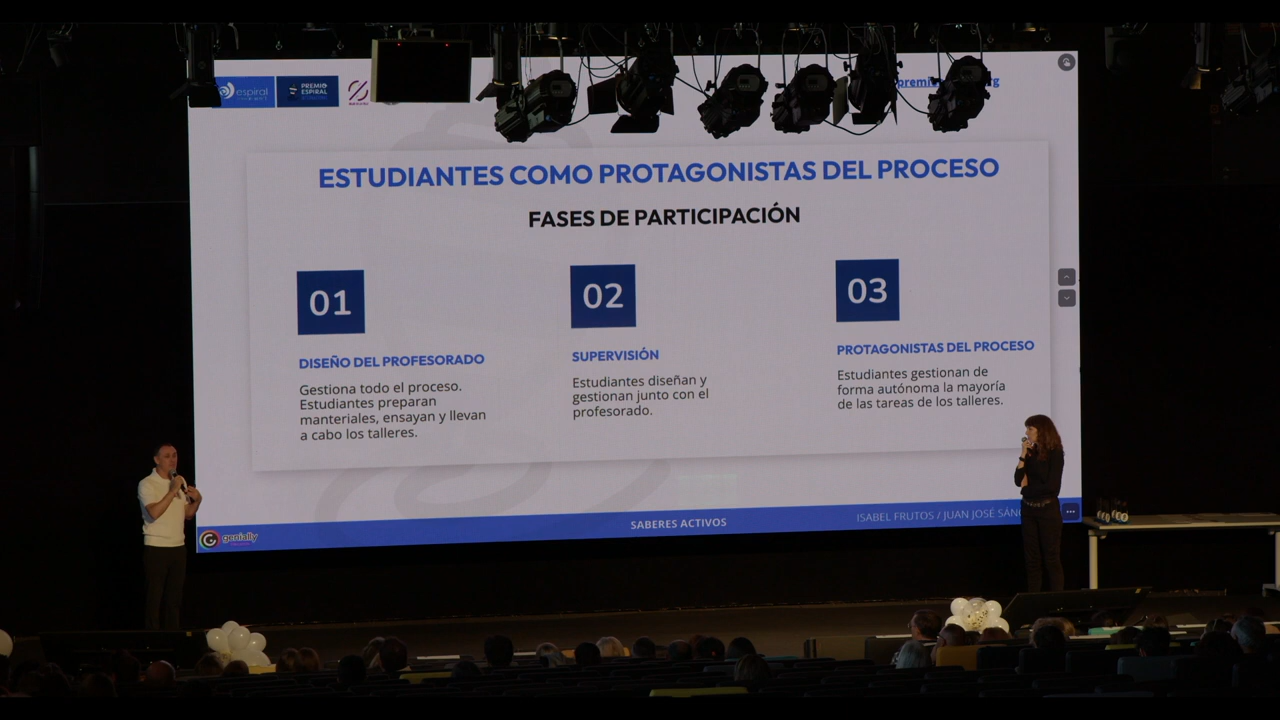 espiral
PREMIO
ESPIRAL
ESTUDIANTES COMO PROTAGONISTAS DEL PROCESO
FASES DE PARTICIPACIÓN
01
02
03
DISEÑO DEL PROFESORADO
Gestiona todo el proceso.
Estudiantes preparan
manteriales, ensayan y llevan
a cabo los talleres.
SUPERVISIÓN
Estudiantes diseñan y
gestionan junto con el
profesorado.
PROTAGONISTAS DEL PROCESO
Estudiantes gestionan de
forma autónoma la mayoría
de las tareas de los talleres.
SABERES ACTIVOS
ISABEL FRUTOS / JUAN JOSÉ
genially